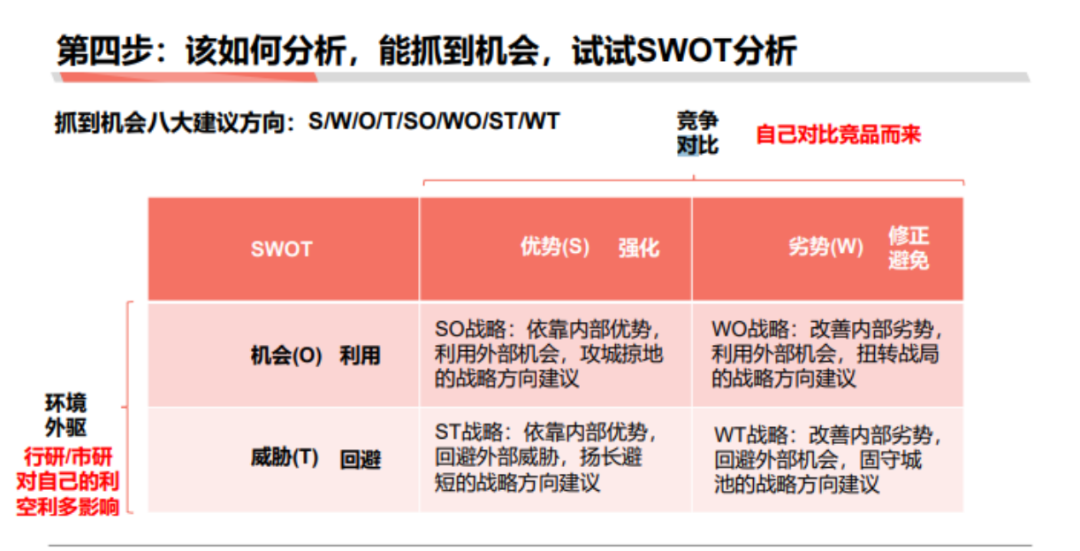 第四步：该如何分析，能抓到机会，试试SWOT分析
抓到机会八大建议方向：S/W/O/T/SO/WO/ST/WT
竞争
对比
自己对比竞品而来
SWOT
优势(S) 强化
劣势(W)
修正
避免
机会(O) 利用
SO战略：依靠内部优势，
利用外部机会，攻城掠地
的战略方向建议
WO战略：改善内部劣势，
利用外部机会，扭转战局
的战略方向建议
环境
外驱
行研/市研
对自己的利
空利多影响
威胁(T) 回避
ST战略：依靠内部优势，
回避外部威胁，扬长避
短的战略方向建议
WT战略：改善内部劣势，
回避外部机会，固守城
池的战略方向建议